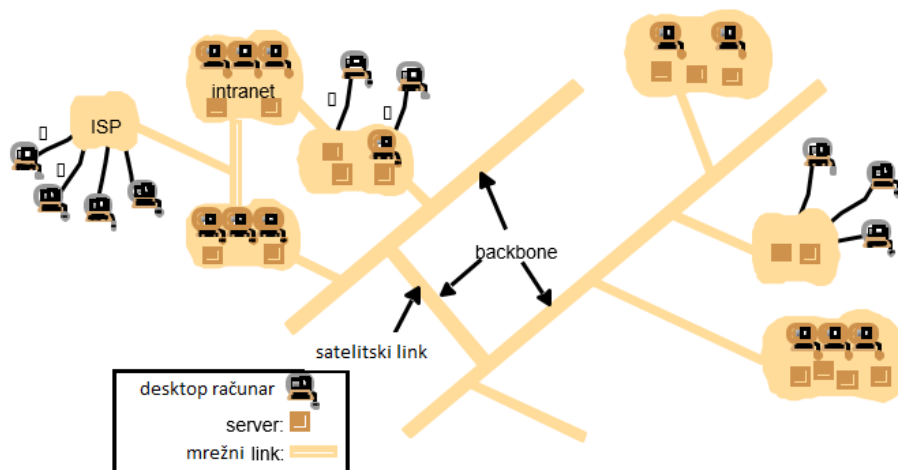 intranet
ISP
backbone
satelitski link
desktop računar
server:
mrežni link: